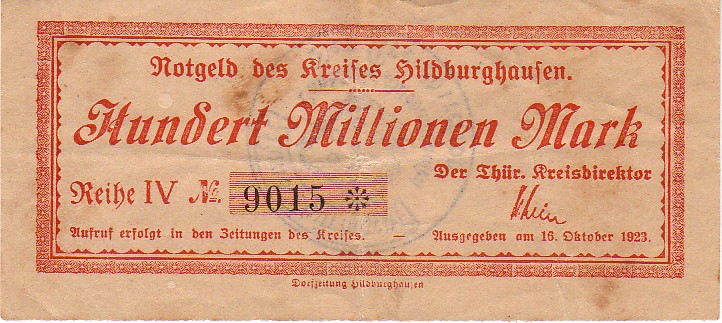 Notgeld des Kreises Hildburghausen.
Hundert Millionen Mark
Der Thür. Kreisdirektor
Reihe IV No. 9015 *
Aufruf erfolgt in den Zeitungen des Kreises. — Ausgegeben am 16. Oktober 1923.
Dorfzeitung Hildburghausen